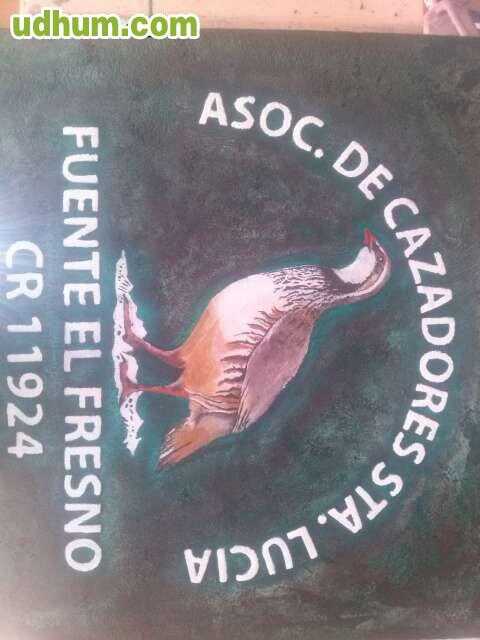 udhum.com
ASOC. DE CAZADORES STA. LUCIA
FUENTE EL FRESNO
CR 11924